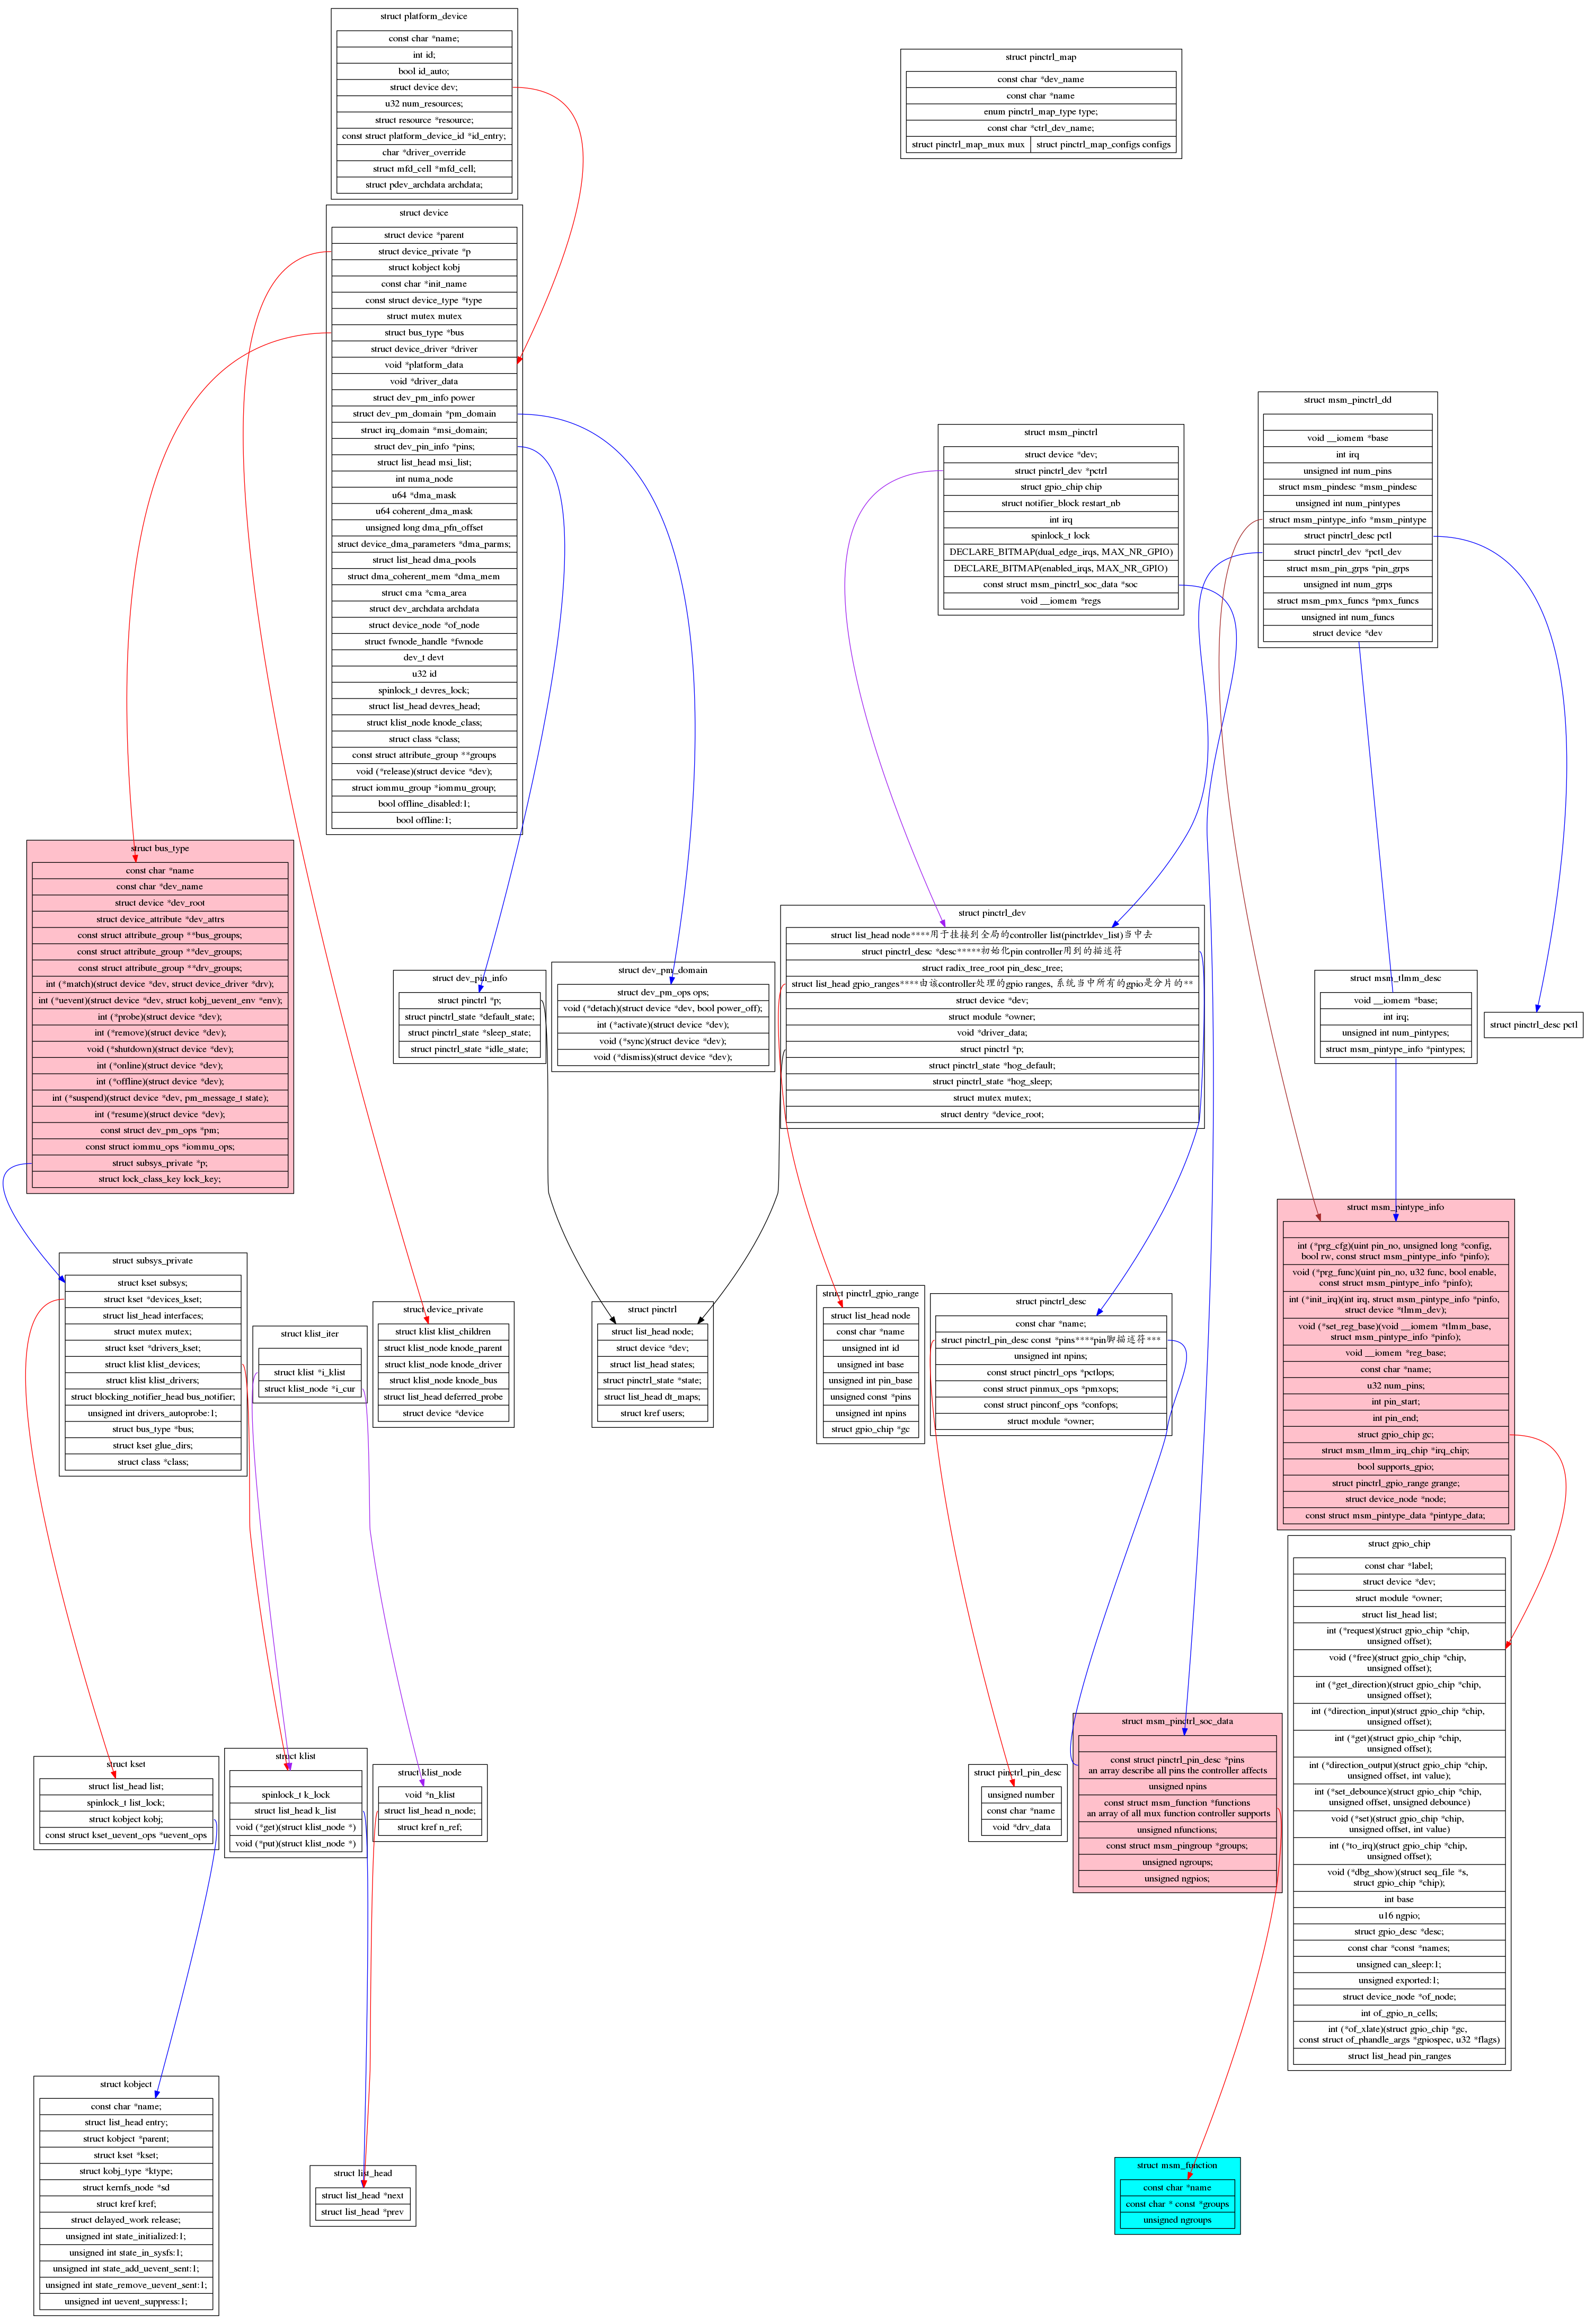 struct platform_device
const char *name;
int id;
bool id_auto;
struct device dev;
u32 num_resources;
struct resource *resource;
const struct platform_device_id *id_entry;
char *driver_override
struct mfd_cell *mfd_cell;
struct pdev_archdata archdata;
struct pinctrl_map
const char *dev_name
const char *name
enum pinctrl_map_type type;
const char *ctrl_dev_name;
struct pinctrl_map_mux mux
struct pinctrl_map_configs configs
struct device
struct device *parent
struct device_private *p
struct kobject kobj
const char *init_name
const struct device_type *type
struct mutex mutex
struct bus_type *bus
struct device_driver *driver
void *platform_data
void *driver_data
struct dev_pm_info power
struct dev_pm_domain *pm_domain
struct irq_domain *msi_domain;
struct dev_pin_info *pins;
struct list_head msi_list;
int numa_node
u64 *dma_mask
u64 coherent_dma_mask
unsigned long dma_pfn_offset
struct device_dma_parameters *dma_parms;
struct list_head dma_pools
struct dma_coherent_mem *dma_mem
struct cma *cma_area
struct dev_archdata archdata
struct device_node *of_node
struct fwnode_handle *fwnode
dev_t devt
u32 id
spinlock_t devres_lock;
struct list_head devres_head;
struct klist_node knode_class;
struct class *class;
const struct attribute_group **groups
void (*release)(struct device *dev);
struct iommu_group *iommu_group;
bool offline_disabled:1;
bool offline:1;
struct msm_pinctrl
struct device *dev;
struct pinctrl_dev *pctrl
struct gpio_chip chip
struct notifier_block restart_nb
int irq
spinlock_t lock
DECLARE_BITMAP(dual_edge_irqs, MAX_NR_GPIO)
DECLARE_BITMAP(enabled_irqs, MAX_NR_GPIO)
const struct msm_pinctrl_soc_data *soc
void __iomem *regs
struct msm_pinctrl_dd
void __iomem *base
int irq
unsigned int num_pins
struct msm_pindesc *msm_pindesc
unsigned int num_pintypes
struct msm_pintype_info *msm_pintype
struct pinctrl_desc pctl
struct pinctrl_dev *pctl_dev
struct msm_pin_grps *pin_grps
unsigned int num_grps
struct msm_pmx_funcs *pmx_funcs
unsigned int num_funcs
struct device *dev
struct bus_type
const char *name
const char *dev_name
struct device *dev_root
struct device_attribute *dev_attrs
const struct attribute_group **bus_groups;
const struct attribute_group **dev_groups;
const struct attribute_group **drv_groups;
int (*match)(struct device *dev, struct device_driver *drv);
int (*uevent)(struct device *dev, struct kobj_uevent_env *env);
int (*probe)(struct device *dev);
int (*remove)(struct device *dev);
void (*shutdown)(struct device *dev);
int (*online)(struct device *dev);
int (*offline)(struct device *dev);
int (*suspend)(struct device *dev, pm_message_t state);
int (*resume)(struct device *dev);
const struct dev_pm_ops *pm;
const struct iommu_ops *iommu_ops;
struct subsys_private *p;
struct lock_class_key lock_key;
struct dev_pin_info
struct pinctrl *p;
struct pinctrl_state *default_state;
struct pinctrl_state *sleep_state;
struct pinctrl_state *idle_state;
struct dev_pm_domain
struct dev_pm_ops ops;
void (*detach)(struct device *dev, bool power_off);
int (*activate)(struct device *dev);
void (*sync)(struct device *dev);
void (*dismiss)(struct device *dev);
struct pinctrl_dev
struct list_head node****用于挂接到全局的controller list(pinctrldev_list)当中去
struct pinctrl_desc *desc*****初始化pin controller用到的描述符
struct radix_tree_root pin_desc_tree;
struct list_head gpio_ranges****由该controller处理的gpio ranges, 系统当中所有的gpio是分片的**
struct device *dev;
struct module *owner;
void *driver_data;
struct pinctrl *p;
struct pinctrl_state *hog_default;
struct pinctrl_state *hog_sleep;
struct mutex mutex;
struct dentry *device_root;
struct msm_tlmm_desc
void __iomem *base;
int irq;
unsigned int num_pintypes;
struct msm_pintype_info *pintypes;
struct pinctrl_desc pctl
struct msm_pintype_info
int (*prg_cfg)(uint pin_no, unsigned long *config,
bool rw, const struct msm_pintype_info *pinfo);
void (*prg_func)(uint pin_no, u32 func, bool enable,
const struct msm_pintype_info *pinfo);
int (*init_irq)(int irq, struct msm_pintype_info *pinfo,
struct device *tlmm_dev);
void (*set_reg_base)(void __iomem *tlmm_base,
struct msm_pintype_info *pinfo);
void __iomem *reg_base;
const char *name;
u32 num_pins;
int pin_start;
int pin_end;
struct gpio_chip gc;
struct msm_tlmm_irq_chip *irq_chip;
bool supports_gpio;
struct pinctrl_gpio_range grange;
struct device_node *node;
const struct msm_pintype_data *pintype_data;
struct subsys_private
struct kset subsys;
struct kset *devices_kset;
struct list_head interfaces;
struct mutex mutex;
struct kset *drivers_kset;
struct klist klist_devices;
struct klist klist_drivers;
struct blocking_notifier_head bus_notifier;
unsigned int drivers_autoprobe:1;
struct bus_type *bus;
struct kset glue_dirs;
struct class *class;
struct klist_iter
struct klist *i_klist
struct klist_node *i_cur
struct device_private
struct klist klist_children
struct klist_node knode_parent
struct klist_node knode_driver
struct klist_node knode_bus
struct list_head deferred_probe
struct device *device
struct pinctrl
struct list_head node;
struct device *dev;
struct list_head states;
struct pinctrl_state *state;
struct list_head dt_maps;
struct kref users;
struct pinctrl_gpio_range
struct list_head node
const char *name
unsigned int id
unsigned int base
unsigned int pin_base
unsigned const *pins
unsigned int npins
struct gpio_chip *gc
struct pinctrl_desc
const char *name;
struct pinctrl_pin_desc const *pins****pin脚描述符***
unsigned int npins;
const struct pinctrl_ops *pctlops;
const struct pinmux_ops *pmxops;
const struct pinconf_ops *confops;
struct module *owner;
struct gpio_chip
const char *label;
struct device *dev;
struct module *owner;
struct list_head list;
int (*request)(struct gpio_chip *chip,
unsigned offset);
void (*free)(struct gpio_chip *chip,
unsigned offset);
int (*get_direction)(struct gpio_chip *chip,
unsigned offset);
int (*direction_input)(struct gpio_chip *chip,
unsigned offset);
int (*get)(struct gpio_chip *chip,
unsigned offset);
int (*direction_output)(struct gpio_chip *chip,
unsigned offset, int value);
int (*set_debounce)(struct gpio_chip *chip,
unsigned offset, unsigned debounce)
void (*set)(struct gpio_chip *chip,
unsigned offset, int value)
int (*to_irq)(struct gpio_chip *chip,
unsigned offset);
void (*dbg_show)(struct seq_file *s,
struct gpio_chip *chip);
int base
u16 ngpio;
struct gpio_desc *desc;
const char *const *names;
unsigned can_sleep:1;
unsigned exported:1;
struct device_node *of_node;
int of_gpio_n_cells;
int (*of_xlate)(struct gpio_chip *gc,
const struct of_phandle_args *gpiospec, u32 *flags)
struct list_head pin_ranges
struct kset
struct list_head list;
spinlock_t list_lock;
struct kobject kobj;
const struct kset_uevent_ops *uevent_ops
struct klist
spinlock_t k_lock
struct list_head k_list
void (*get)(struct klist_node *)
void (*put)(struct klist_node *)
struct klist_node
void *n_klist
struct list_head n_node;
struct kref n_ref;
struct pinctrl_pin_desc
unsigned number
const char *name
void *drv_data
struct msm_pinctrl_soc_data
const struct pinctrl_pin_desc *pins
an array describe all pins the controller affects
unsigned npins
const struct msm_function *functions
an array of all mux function controller supports
unsigned nfunctions;
const struct msm_pingroup *groups;
unsigned ngroups;
unsigned ngpios;
struct kobject
const char *name;
struct list_head entry;
struct kobject *parent;
struct kset *kset;
struct kobj_type *ktype;
struct kernfs_node *sd
struct kref kref;
struct delayed_work release;
unsigned int state_initialized:1;
unsigned int state_in_sysfs:1;
unsigned int state_add_uevent_sent:1;
unsigned int state_remove_uevent_sent:1;
unsigned int uevent_suppress:1;
struct list_head
struct list_head *next
struct list_head *prev
struct msm_function
const char *name
const char * const *groups
unsigned ngroups